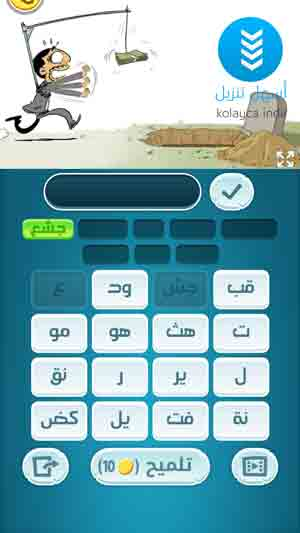 أسهل تنزيل
kolayca indir
جشع
قب جش ود ع
ت هث هو مو
ل ير ر نق
نة فت يل كض
تلميح (10)